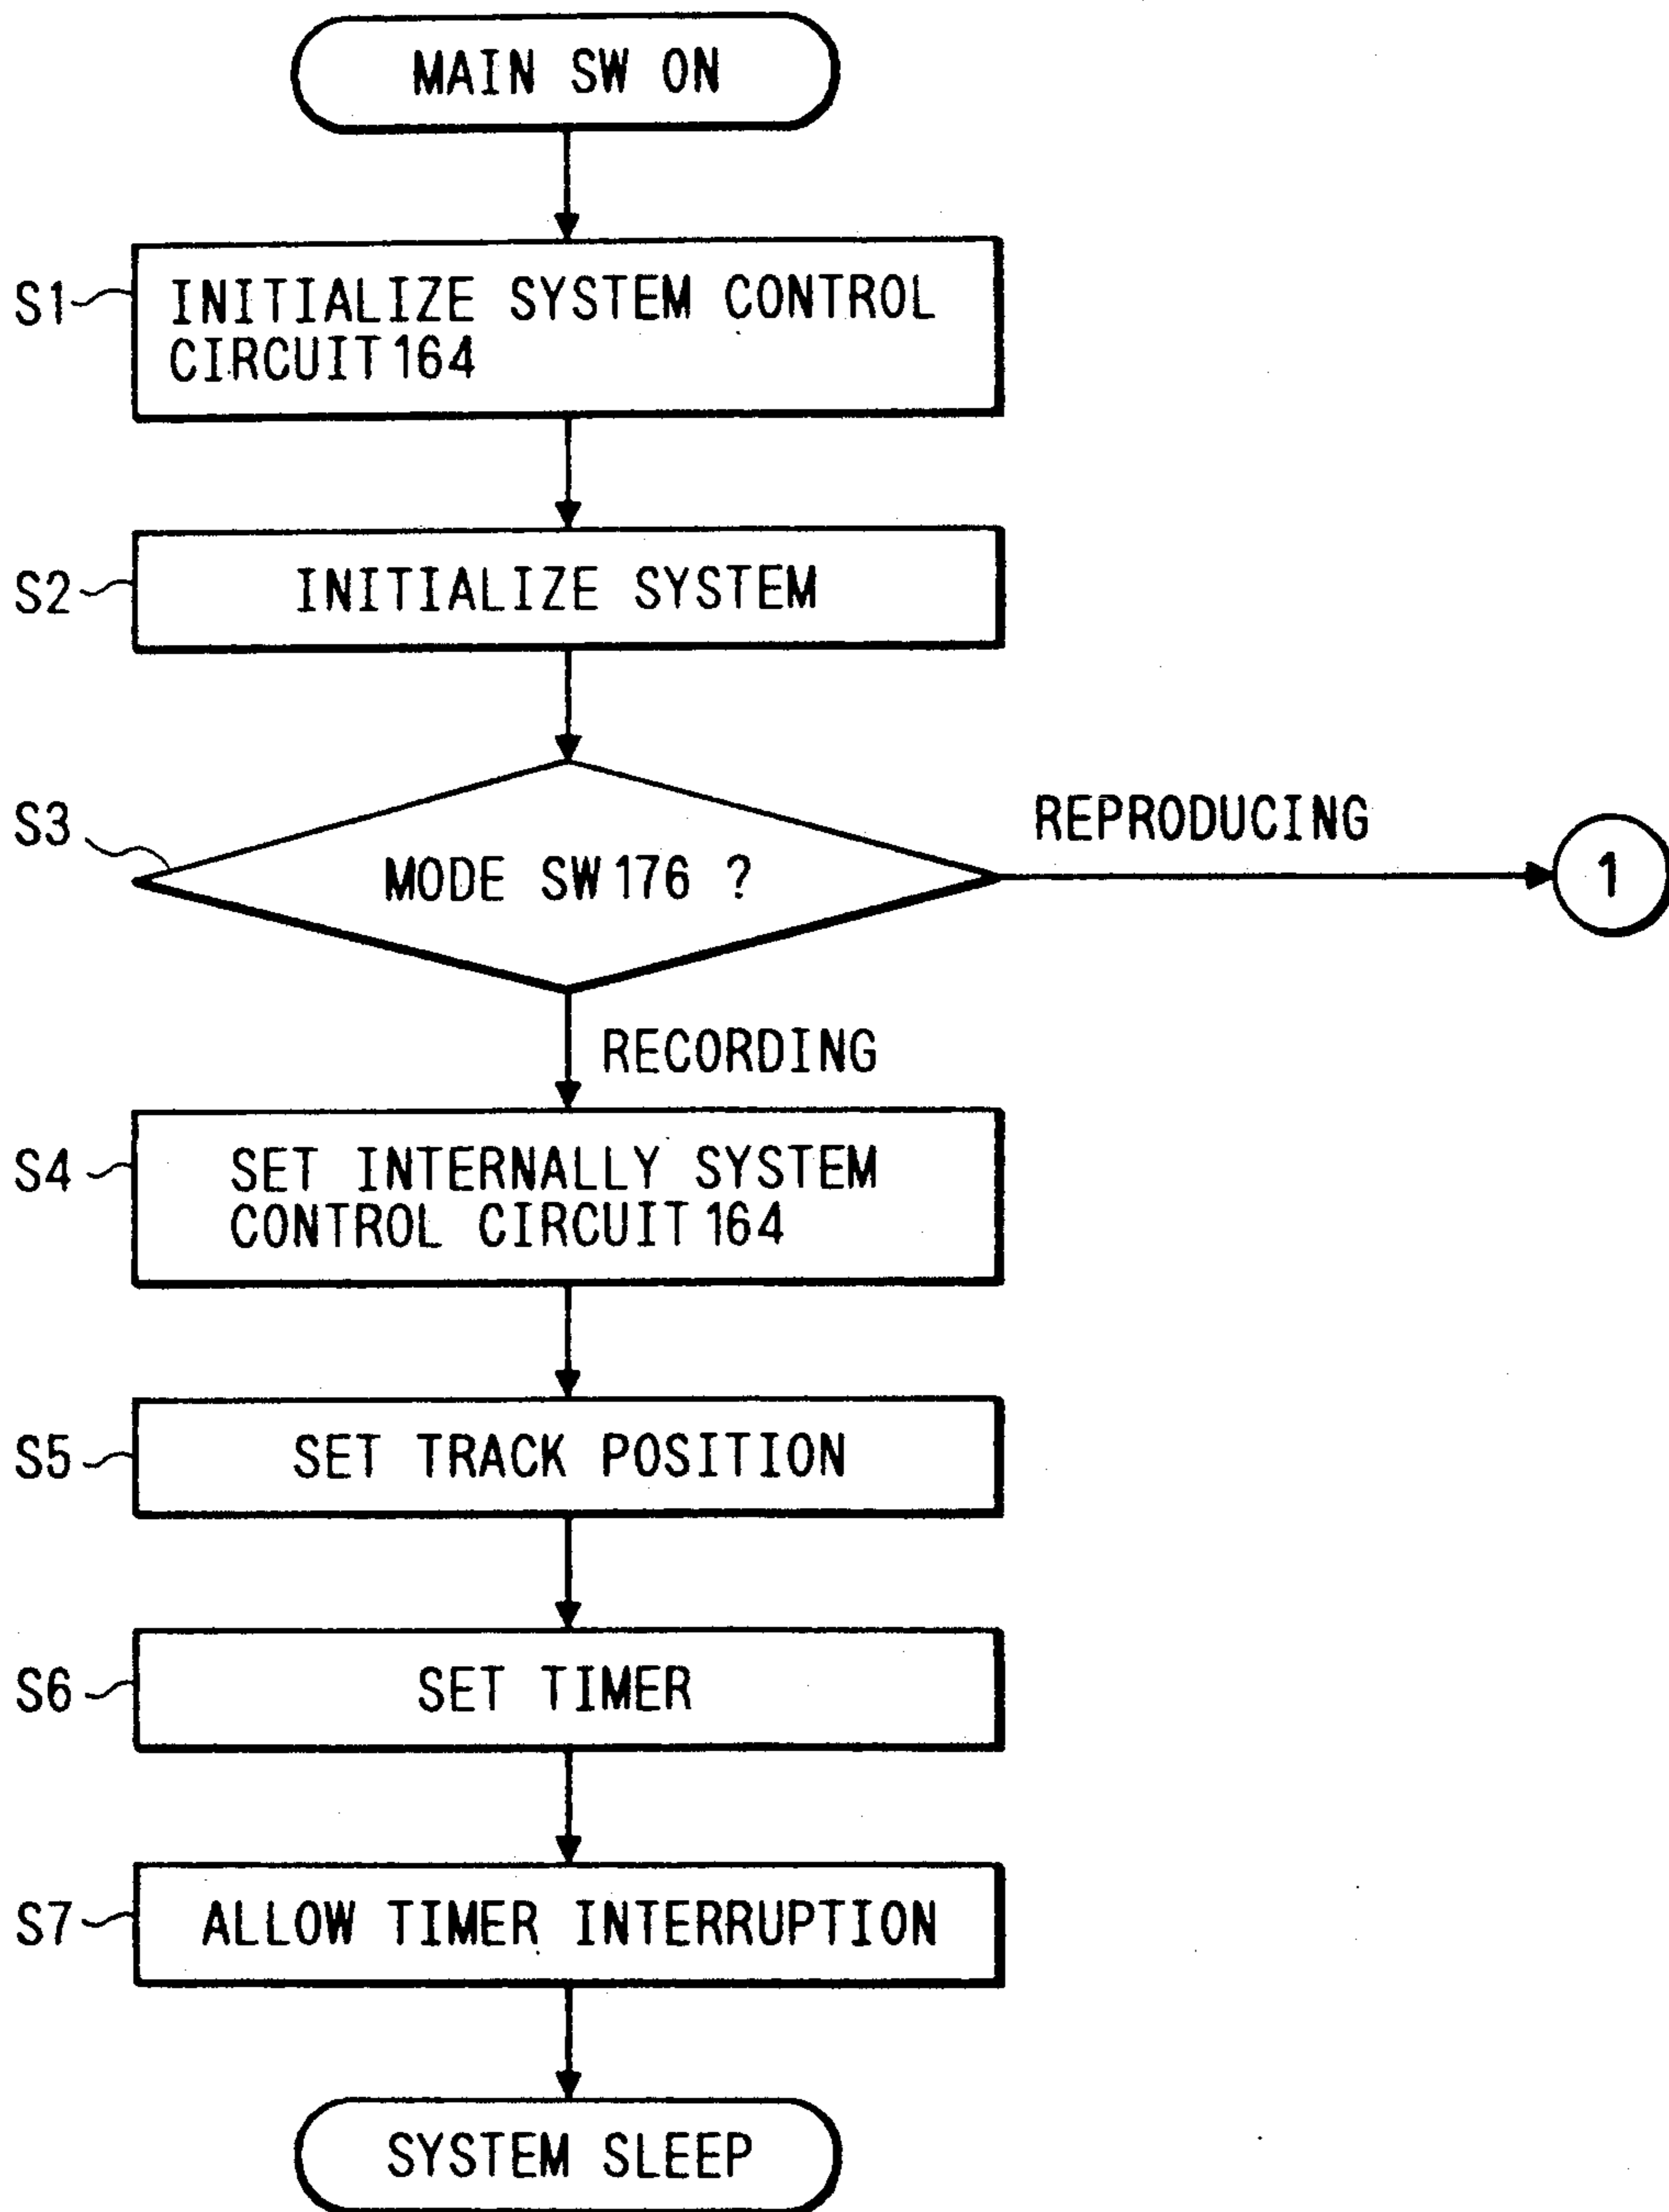 MAIN SW ON
S1
INITIALIZE SYSTEM CONTROL
CIRCUIT 164
S2
INITIALIZE SYSTEM
S3
MODE SW 176 ?
REPRODUCING
1
RECORDING
S4
SET INTERNALLY SYSTEM
CONTROL CIRCUIT 164
S5
SET TRACK POSITION
S6
SET TIMER
S7
ALLOW TIMER INTERRUPTION
SYSTEM SLEEP